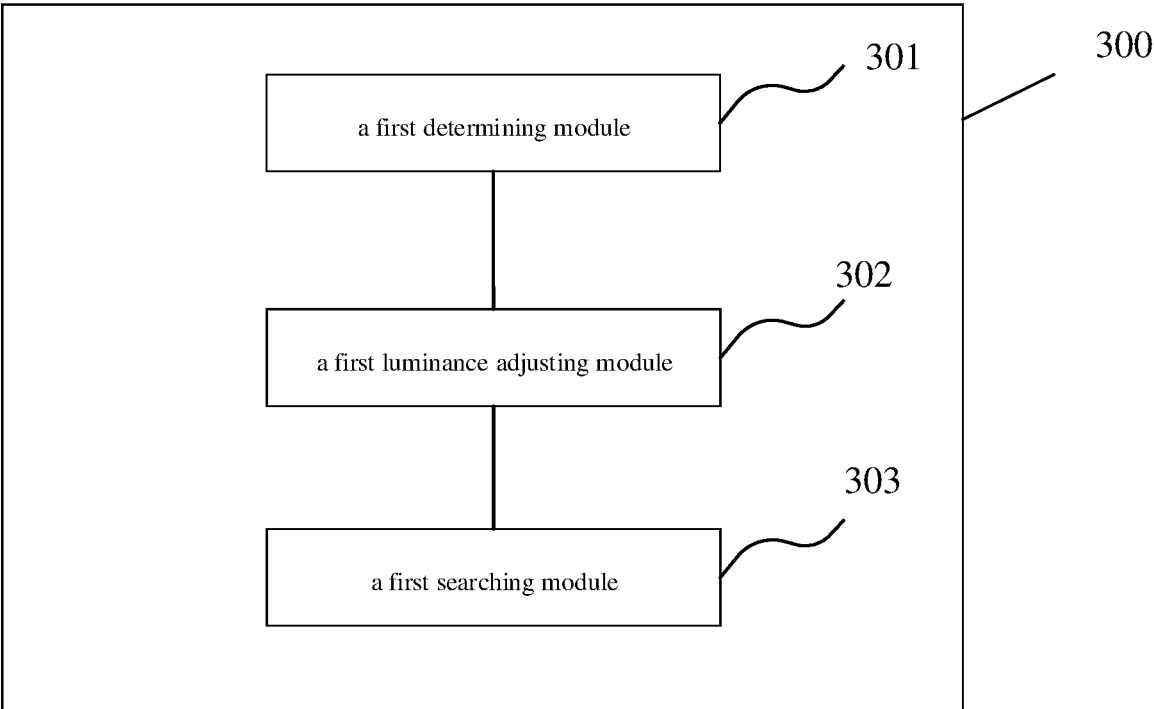 300
301
a first determining module
302
a first luminance adjusting module
303
a first searching module